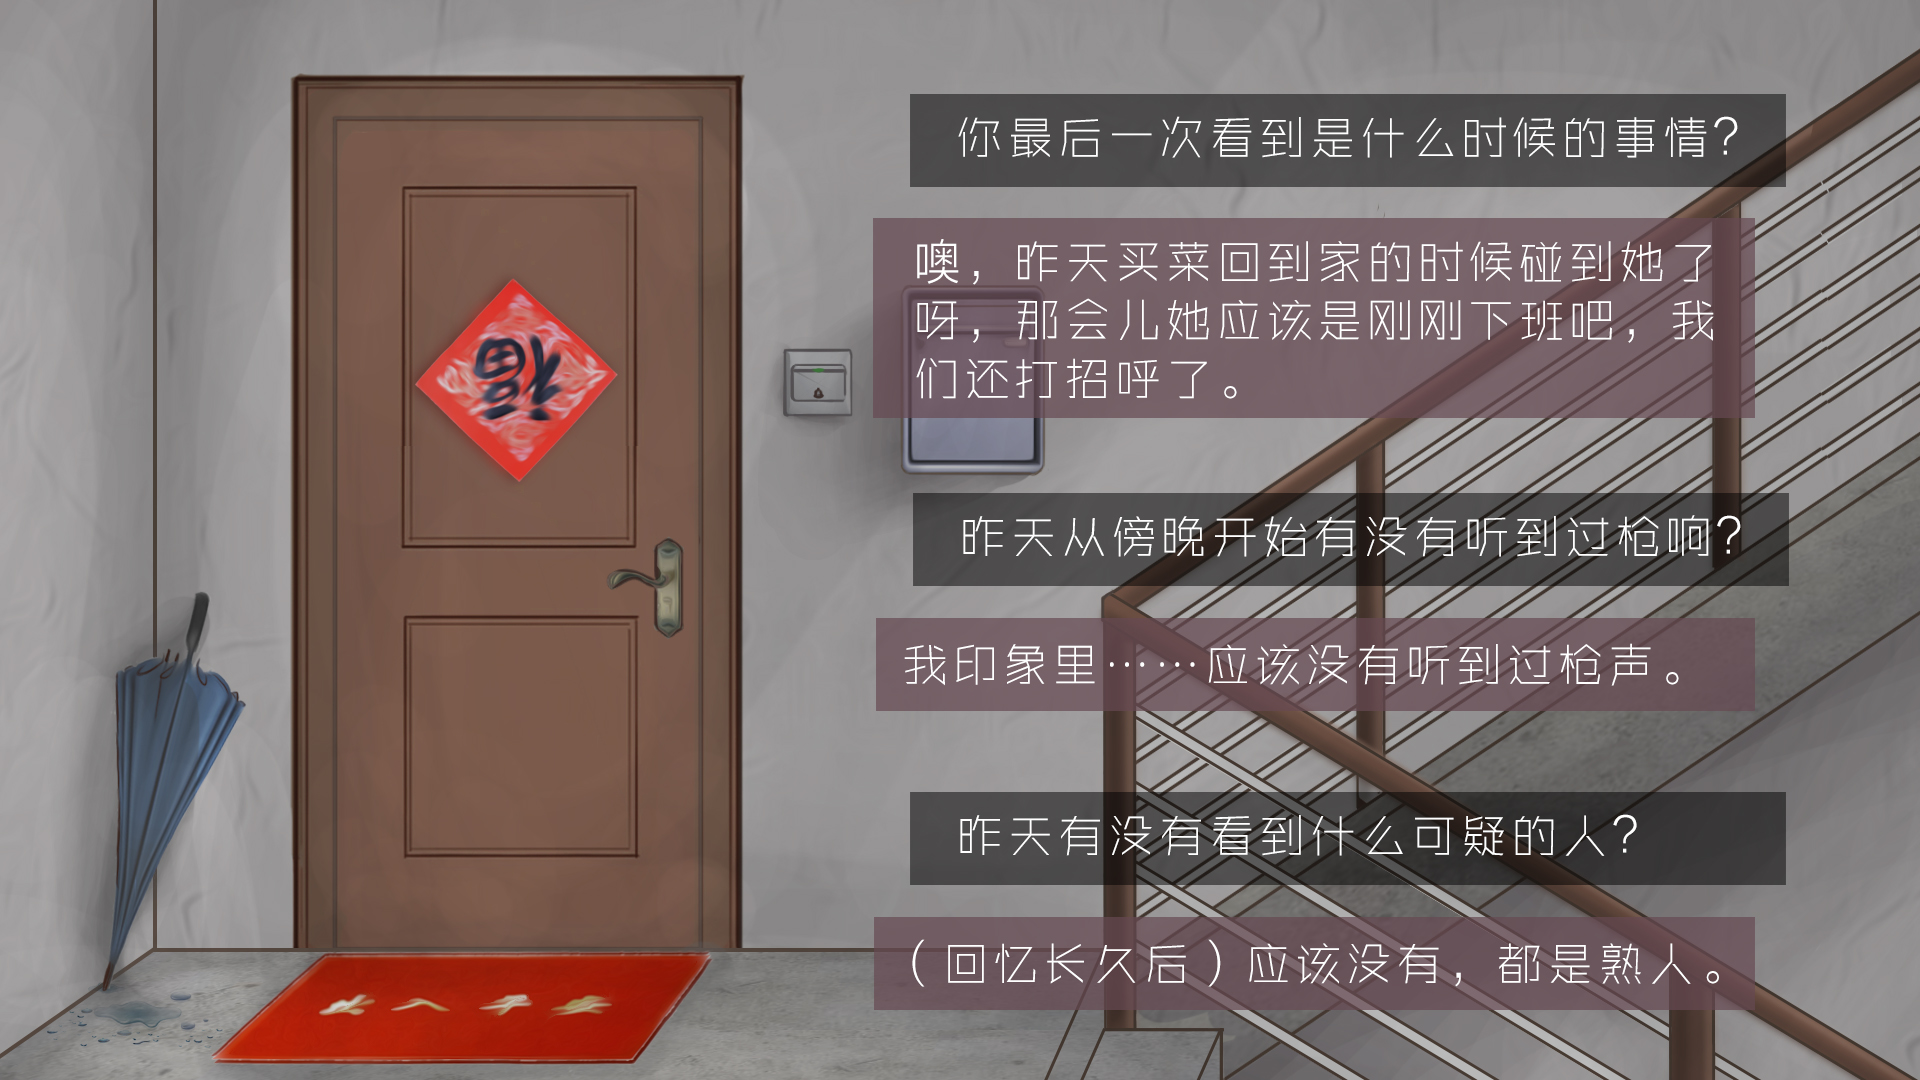 福
出入平安
你最后一次看到是什么时候的事情?
噢，昨天买菜回到家的时候碰到她了
呀，那会儿她应该是刚刚下班吧，我
们还打招呼了。
昨天从傍晚开始有没有听到过枪响?
我印象里……应该没有听到过枪声。
昨天有没有看到什么可疑的人?
（回忆长久后）应该没有，都是熟人。